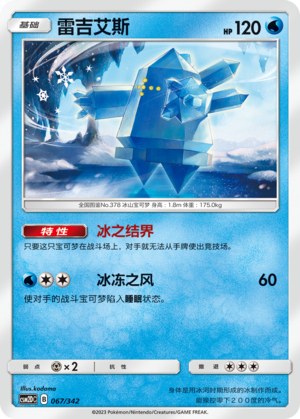 基础 雷吉艾斯 HP 120
全国图鉴No.378 冰山宝可梦 身高:1.8m 体重:175.0kg
特性 冰之结界
只要这只宝可梦在战斗场上,对手就无法从手牌使出竞技场。
冰冻之风 60
使对手的战斗宝可梦陷入睡眠状态。
弱点 ×2 抗性
Illus.kodama
身体是用冰河时期形成的冰制作而成。
能操控零下200度的冷气。
CSM2DC B 067/342
©2023 Pokémon/Nintendo/Creatures/GAME FREAK.